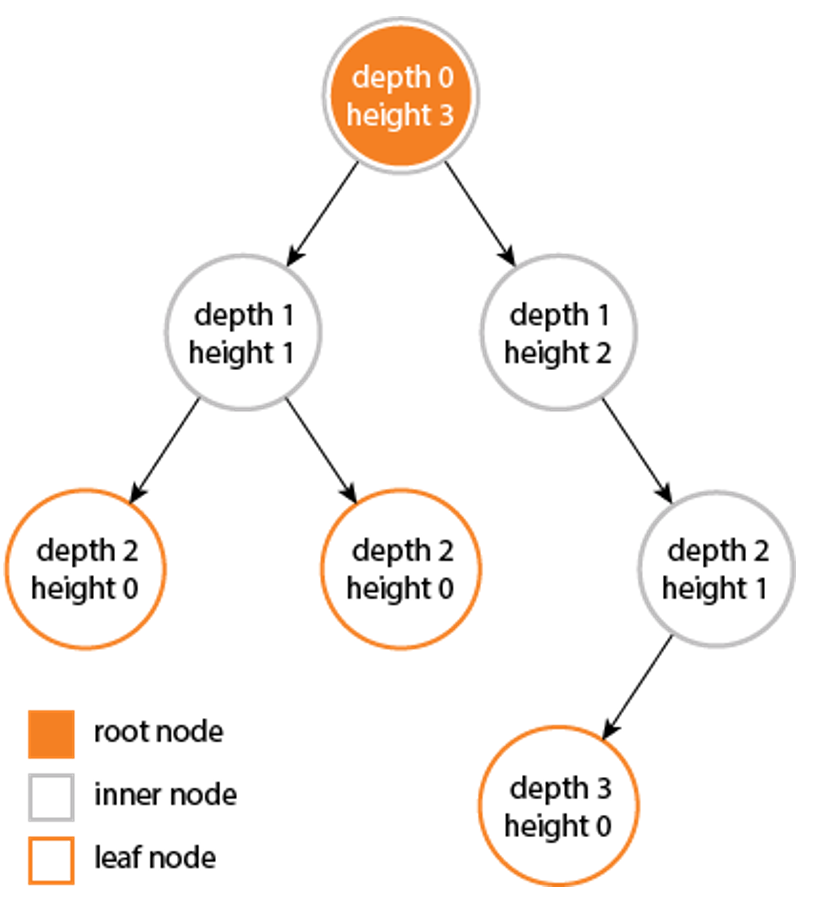 depth 0
height 3
depth 1
height 1
depth 1
height 2
depth 2
height 0
depth 2
height 0
depth 2
height 1
depth 3
height 0
root node
inner node
leaf node